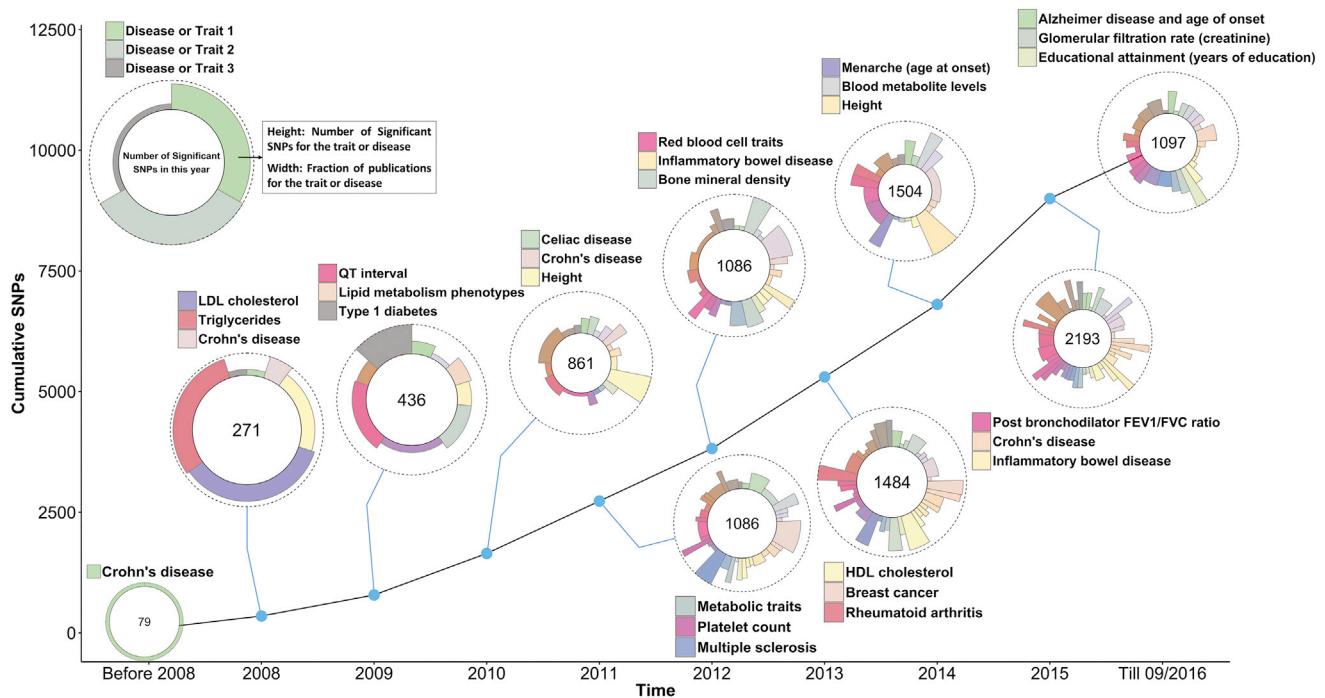 12500
10000
7500
5000
2500
0
Cumulative SNPs
Disease or Trait 1
Disease or Trait 2
Disease or Trait 3
Number of Significant
SNPs in this year
Height: Number of Significant
SNPs for the trait or disease
Width: Fraction of publications
for the trait or disease
Crohn's disease
79
LDL cholesterol
Triglycerides
Crohn's disease
271
QT interval
Lipid metabolism phenotypes
Type 1 diabetes
436
Celiac disease
Crohn's disease
Height
861
Red blood cell traits
Inflammatory bowel disease
Bone mineral density
1086
1086
Metabolic traits
Platelet count
Multiple sclerosis
Menarche (age at onset)
Blood metabolite levels
Height
1504
1484
HDL cholesterol
Breast cancer
Rheumatoid arthritis
Alzheimer disease and age of onset
Glomerular filtration rate (creatinine)
Educational attainment (years of education)
1097
2193
Post bronchodilator FEV1/FVC ratio
Crohn's disease
Inflammatory bowel disease
Before 2008
2008
2009
2010
2011
2012
2013
2014
2015
Till 09/2016
Time